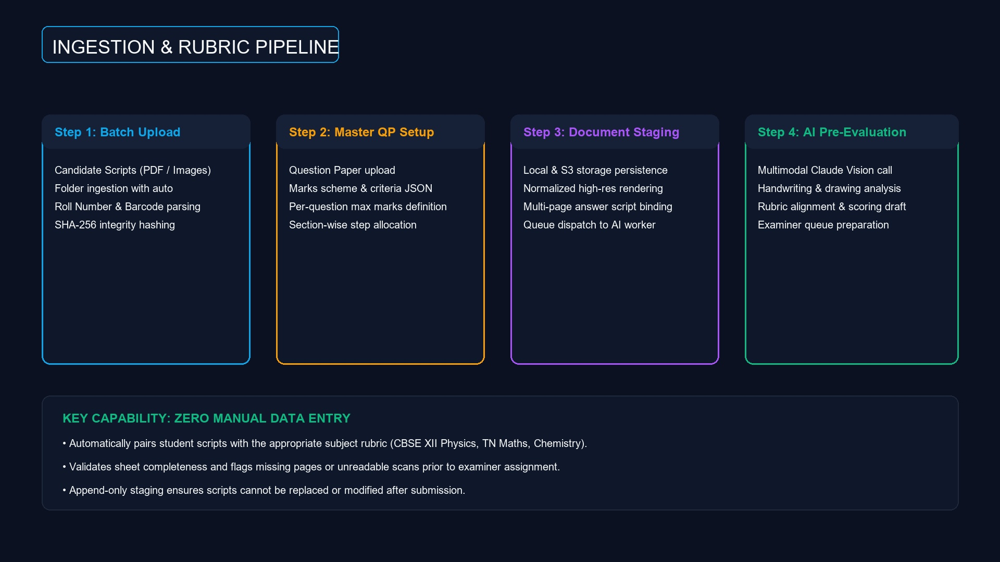 INGESTION & RUBRIC PIPELINE
Step 1: Batch Upload
Candidate Scripts (PDF / Images)
Folder ingestion with auto
Roll Number & Barcode parsing
SHA-256 integrity hashing
Step 2: Master QP Setup
Question Paper upload
Marks scheme & criteria JSON
Per-question max marks definition
Section-wise step allocation
Step 3: Document Staging
Local & S3 storage persistence
Normalized high-res rendering
Multi-page answer script binding
Queue dispatch to AI worker
Step 4: AI Pre-Evaluation
Multimodal Claude Vision call
Handwriting & drawing analysis
Rubric alignment & scoring draft
Examiner queue preparation
KEY CAPABILITY: ZERO MANUAL DATA ENTRY
• Automatically pairs student scripts with the appropriate subject rubric (CBSE XII Physics, TN Maths, Chemistry).
• Validates sheet completeness and flags missing pages or unreadable scans prior to examiner assignment.
• Append-only staging ensures scripts cannot be replaced or modified after submission.